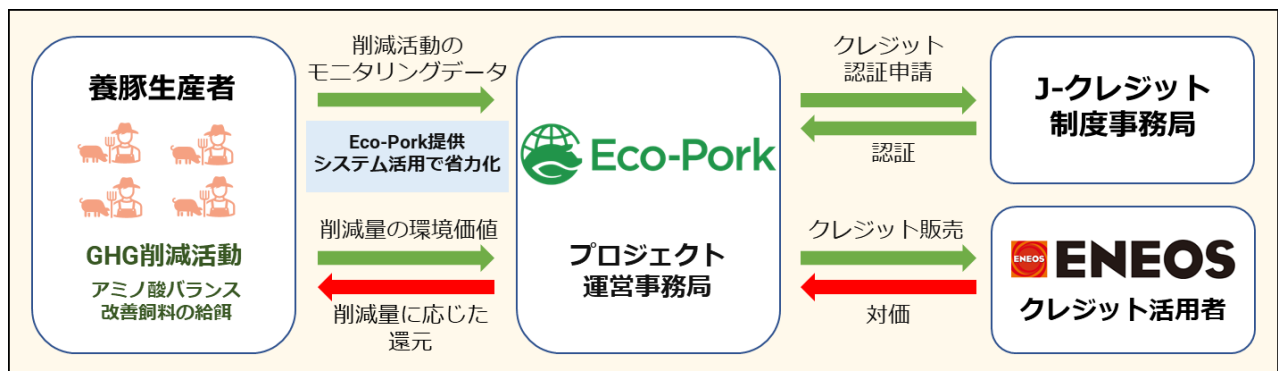 養豚生産者
GHG削減活動
アミノ酸バランス
改善飼料の給餌
削減活動の
モニタリングデータ
Eco-Pork提供
システム活用で省力化
削減量の環境価値
削減量に応じた
還元
Eco-Pork
プロジェクト
運営事務局
クレジット
認証申請
認証
クレジット販売
対価
J-クレジット
制度事務局
ENEOS
ENEOS
クレジット活用者